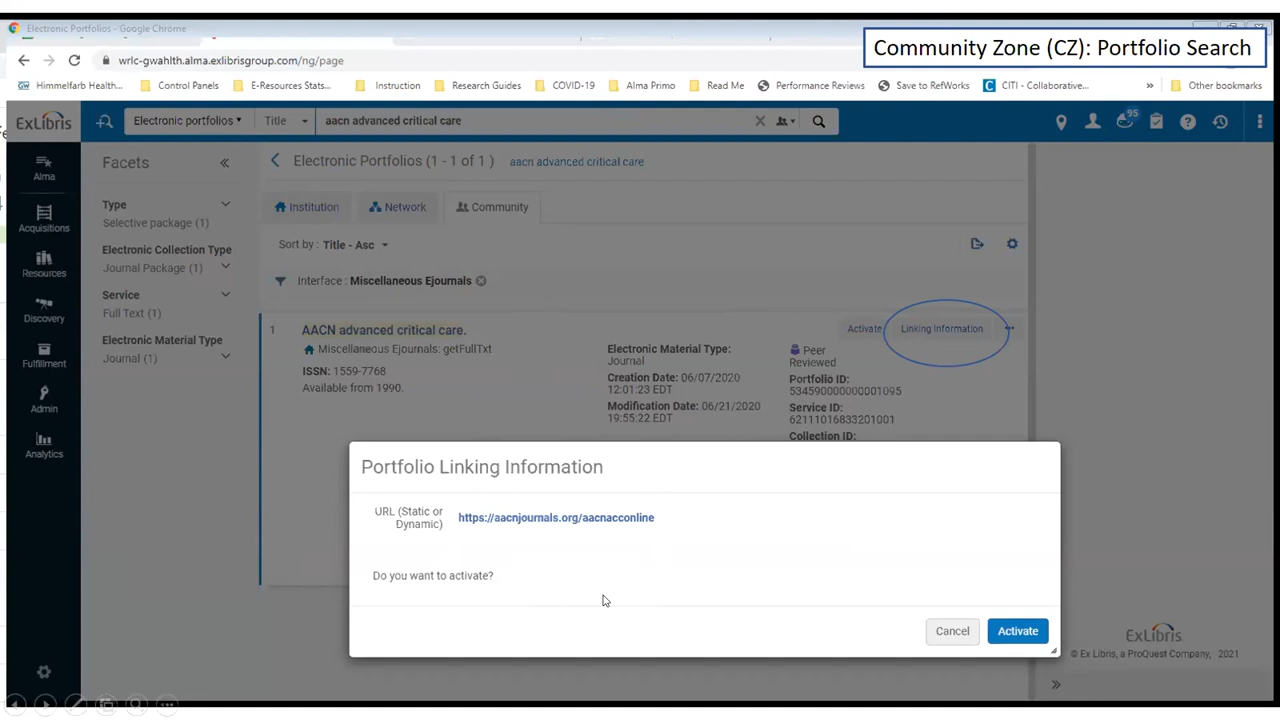 Electronic Portfolios - Google Chrome
Community Zone (CZ): Portfolio Search
wrlc-gwahlth.alma.exlibrisgroup.com/ng/page
GW Himmelfarb Health... Control Panels E-Resources Stats... Instruction Research Guides COVID-19 Alma Primo Read Me Performance Reviews Save to RefWorks CITI - Collaborative... » Other bookmarks
ExLibris Electronic portfolios Title aacn advanced critical care 95
Alma
Acquisitions
Resources
Discovery
Fulfillment
Admin
Analytics
Facets
Type
Selective package (1)
Electronic Collection Type
Journal Package (1)
Service
Full Text (1)
Electronic Material Type
Journal (1)
Electronic Portfolios (1 - 1 of 1 ) aacn advanced critical care
Institution Network Community
Sort by : Title - Asc
Interface : Miscellaneous Ejournals
1 AACN advanced critical care. Activate Linking Information
Miscellaneous Ejournals: getFullTxt
ISSN: 1559-7768
Available from 1990.
Electronic Material Type:
Journal
Creation Date: 06/07/2020
12:01:23 EDT
Modification Date: 06/21/2020
19:55:22 EDT
Peer
Reviewed
Portfolio ID:
534590000000001095
Service ID:
62111016833201001
Collection ID:
Portfolio Linking Information
URL (Static or
Dynamic)
https://aacnjournals.org/aacnacconline
Do you want to activate?
Cancel Activate
ExLibris
© Ex Libris, a ProQuest Company, 2021